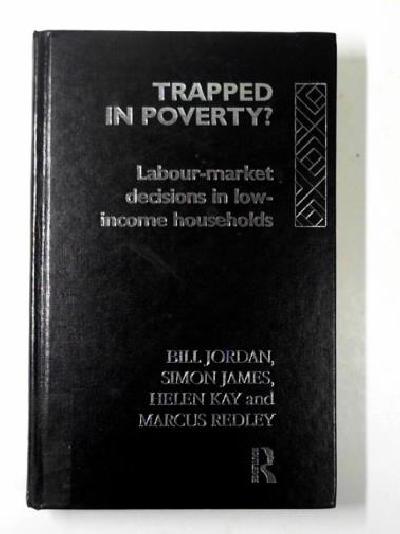 TRAPPED
IN POVERTY?
Labour-market
decisions in low-
income households
BILL JORDAN,
SIMON JAMES,
HELEN KAY and
MARCUS REDLEY
ROUTLEDGE